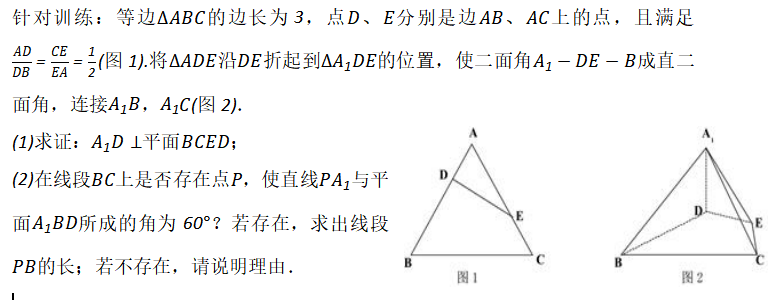 针对训练：等边ΔABC的边长为 3，点D、E分别是边AB、AC上的点，且满足
AD/DB = CE/EA = 1/2 (图 1).将ΔADE沿DE折起到ΔA₁DE的位置，使二面角A₁ − DE − B成直二
面角，连接A₁B，A₁C(图 2).
(1)求证：A₁D ⊥平面BCED；
(2)在线段BC上是否存在点P，使直线PA₁与平
面A₁BD所成的角为 60°？若存在，求出线段
PB的长；若不存在，请说明理由.
A
D
E
B
C
图1
A₁
D
E
B
C
图2